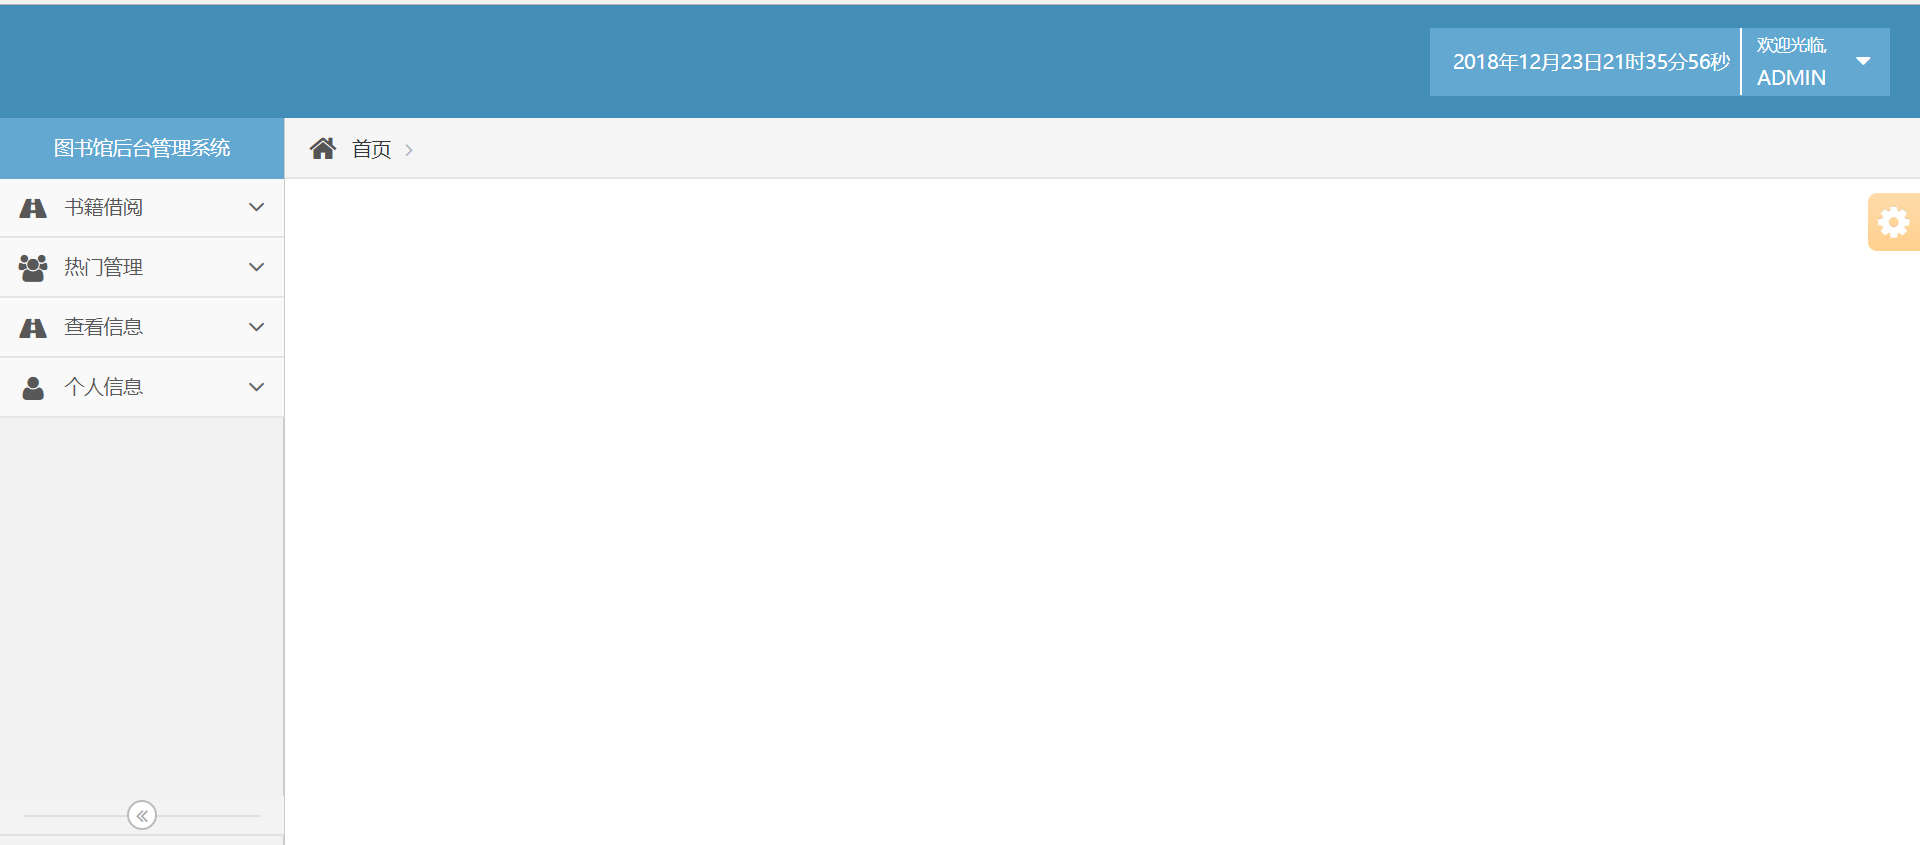 2018年12月23日21时35分56秒
欢迎光临,
ADMIN
图书馆后台管理系统
首页
书籍借阅
热门管理
查看信息
个人信息